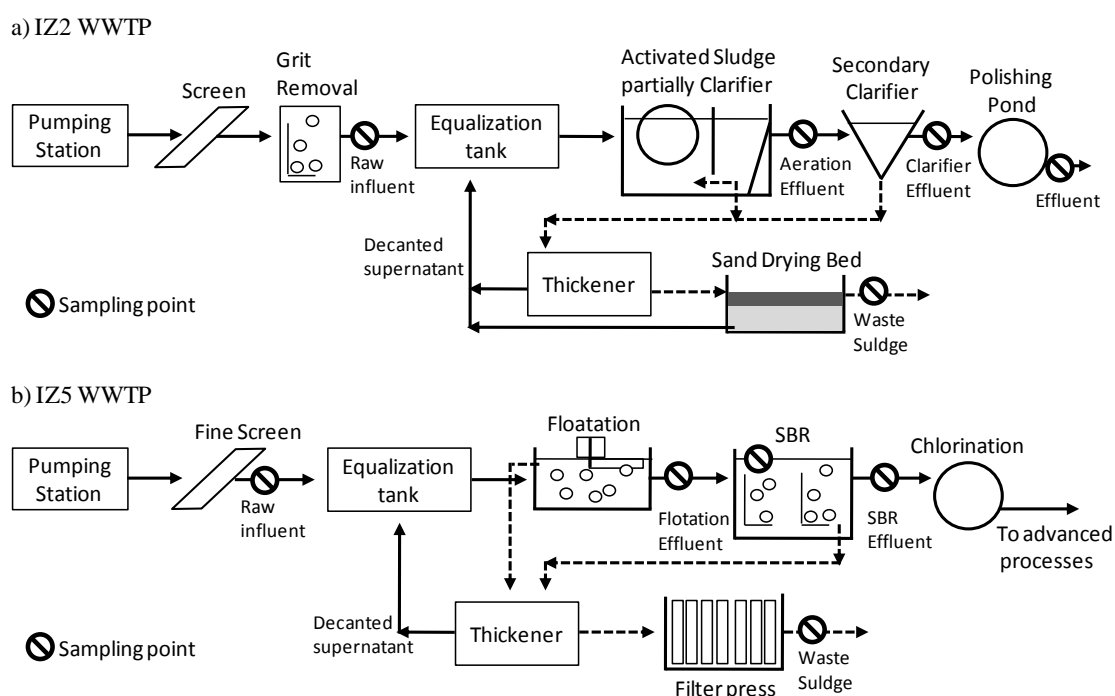 a) IZ2 WWTP
Pumping
Station
Screen
Grit
Removal
Raw
influent
Equalization
tank
Activated Sludge
partially Clarifier
Aeration
Effluent
Secondary
Clarifier
Clarifier
Effluent
Polishing
Pond
Effluent
Decanted
supernatant
Thickener
Sand Drying Bed
Waste
Suldge
Sampling point
b) IZ5 WWTP
Pumping
Station
Fine Screen
Raw
influent
Equalization
tank
Floatation
Flotation
Effluent
SBR
SBR
Effluent
Chlorination
To advanced
processes
Decanted
supernatant
Thickener
Filter press
Waste
Suldge
Sampling point